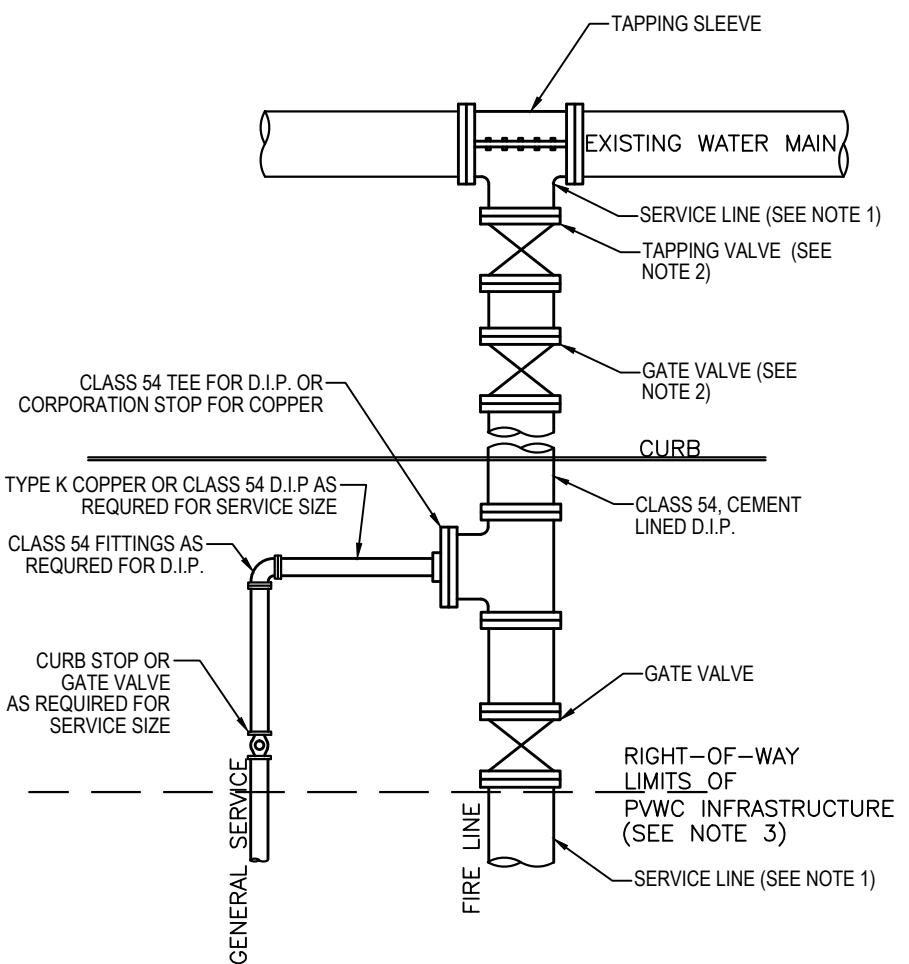 TAPPING SLEEVE
EXISTING WATER MAIN
SERVICE LINE (SEE NOTE 1)
TAPPING VALVE (SEE
NOTE 2)
GATE VALVE (SEE
NOTE 2)
CLASS 54 TEE FOR D.I.P. OR
CORPORATION STOP FOR COPPER
CURB
TYPE K COPPER OR CLASS 54 D.I.P AS
REQURED FOR SERVICE SIZE
CLASS 54, CEMENT
LINED D.I.P.
CLASS 54 FITTINGS AS
REQURED FOR D.I.P.
CURB STOP OR
GATE VALVE
AS REQUIRED FOR
SERVICE SIZE
GATE VALVE
RIGHT-OF-WAY
LIMITS OF
PVWC INFRASTRUCTURE
(SEE NOTE 3)
GENERAL SERVICE
FIRE LINE
SERVICE LINE (SEE NOTE 1)